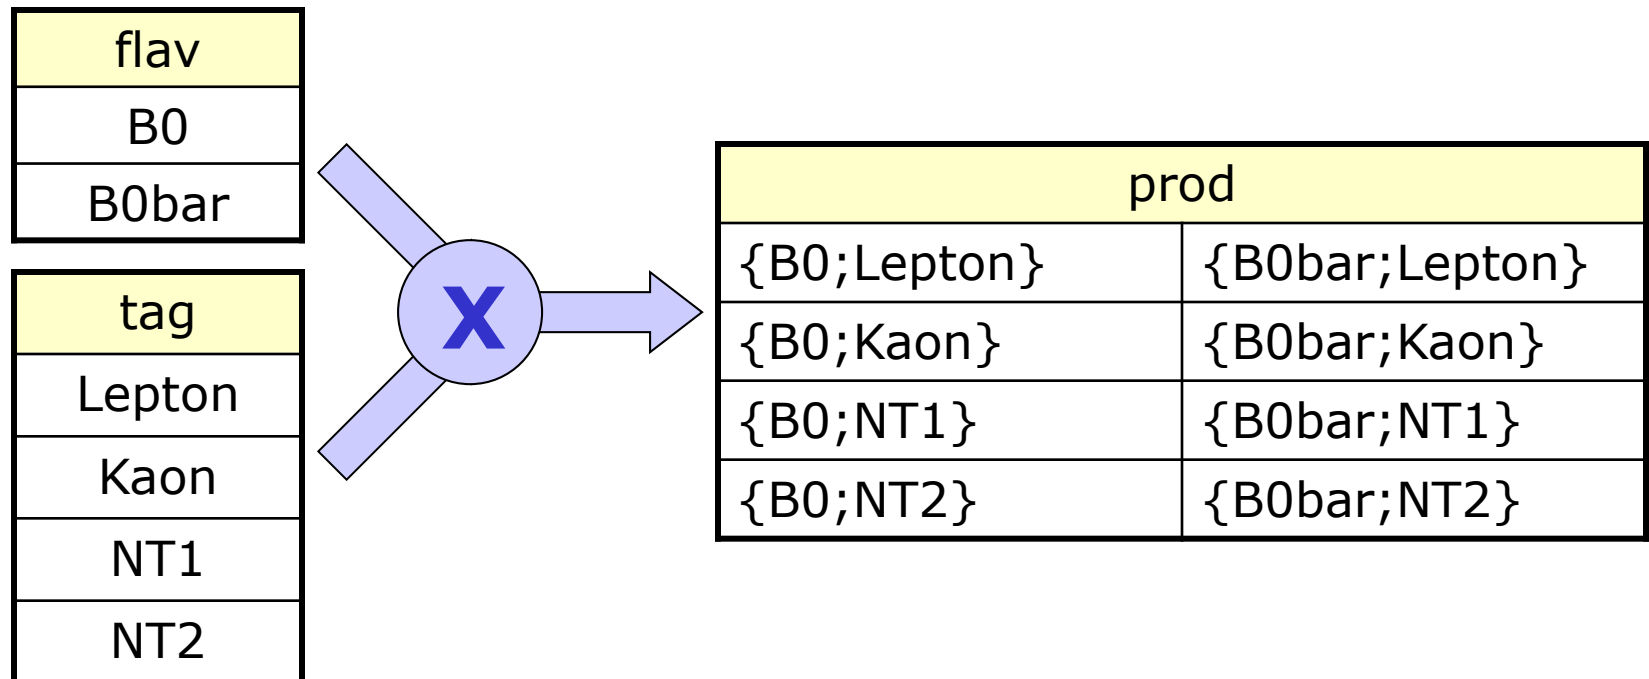 flav
B0
B0bar
tag
Lepton
Kaon
NT1
NT2
X
prod
{B0;Lepton} {B0bar;Lepton}
{B0;Kaon} {B0bar;Kaon}
{B0;NT1} {B0bar;NT1}
{B0;NT2} {B0bar;NT2}